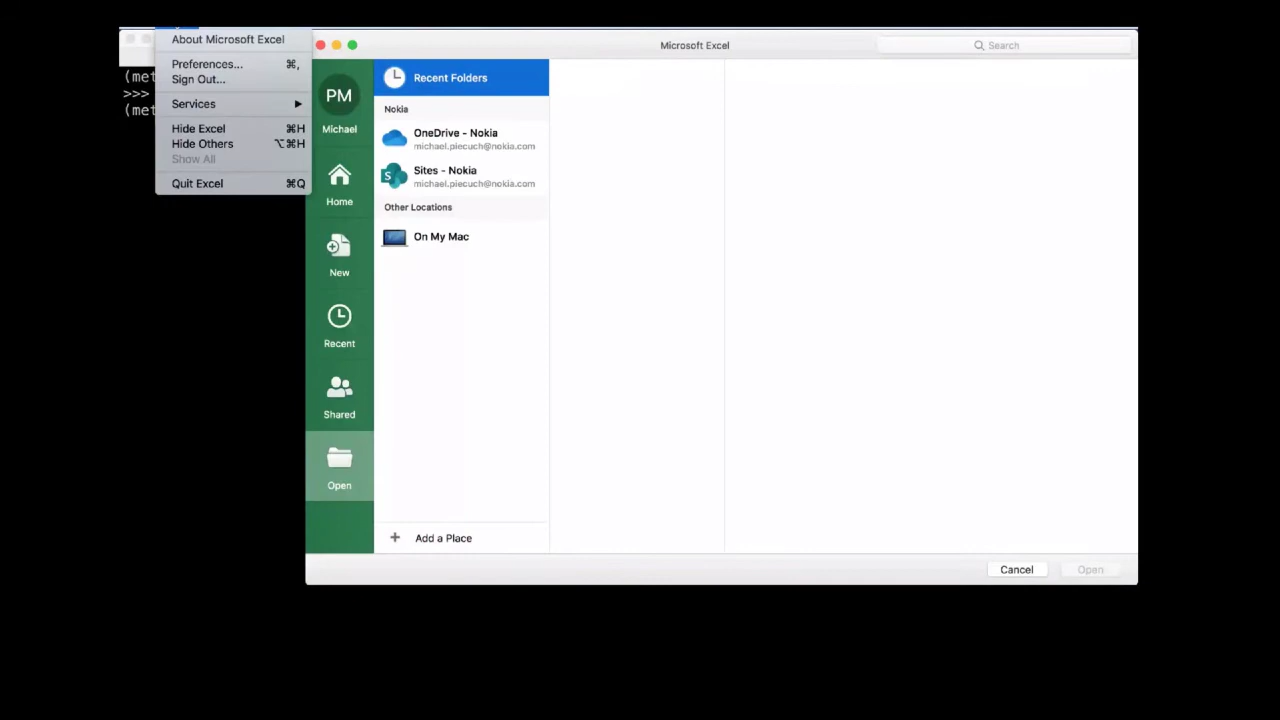 About Microsoft Excel
Preferences... ⌘,
Sign Out...
Services
Hide Excel ⌘H
Hide Others ⌥⌘H
Show All
Quit Excel ⌘Q
(met
>>>
(met
Microsoft Excel
Search
PM
Michael
Home
New
Recent
Shared
Open
Recent Folders
Nokia
OneDrive - Nokia
michael.piecuch@nokia.com
S
Sites - Nokia
michael.piecuch@nokia.com
Other Locations
On My Mac
+ Add a Place
Cancel
Open